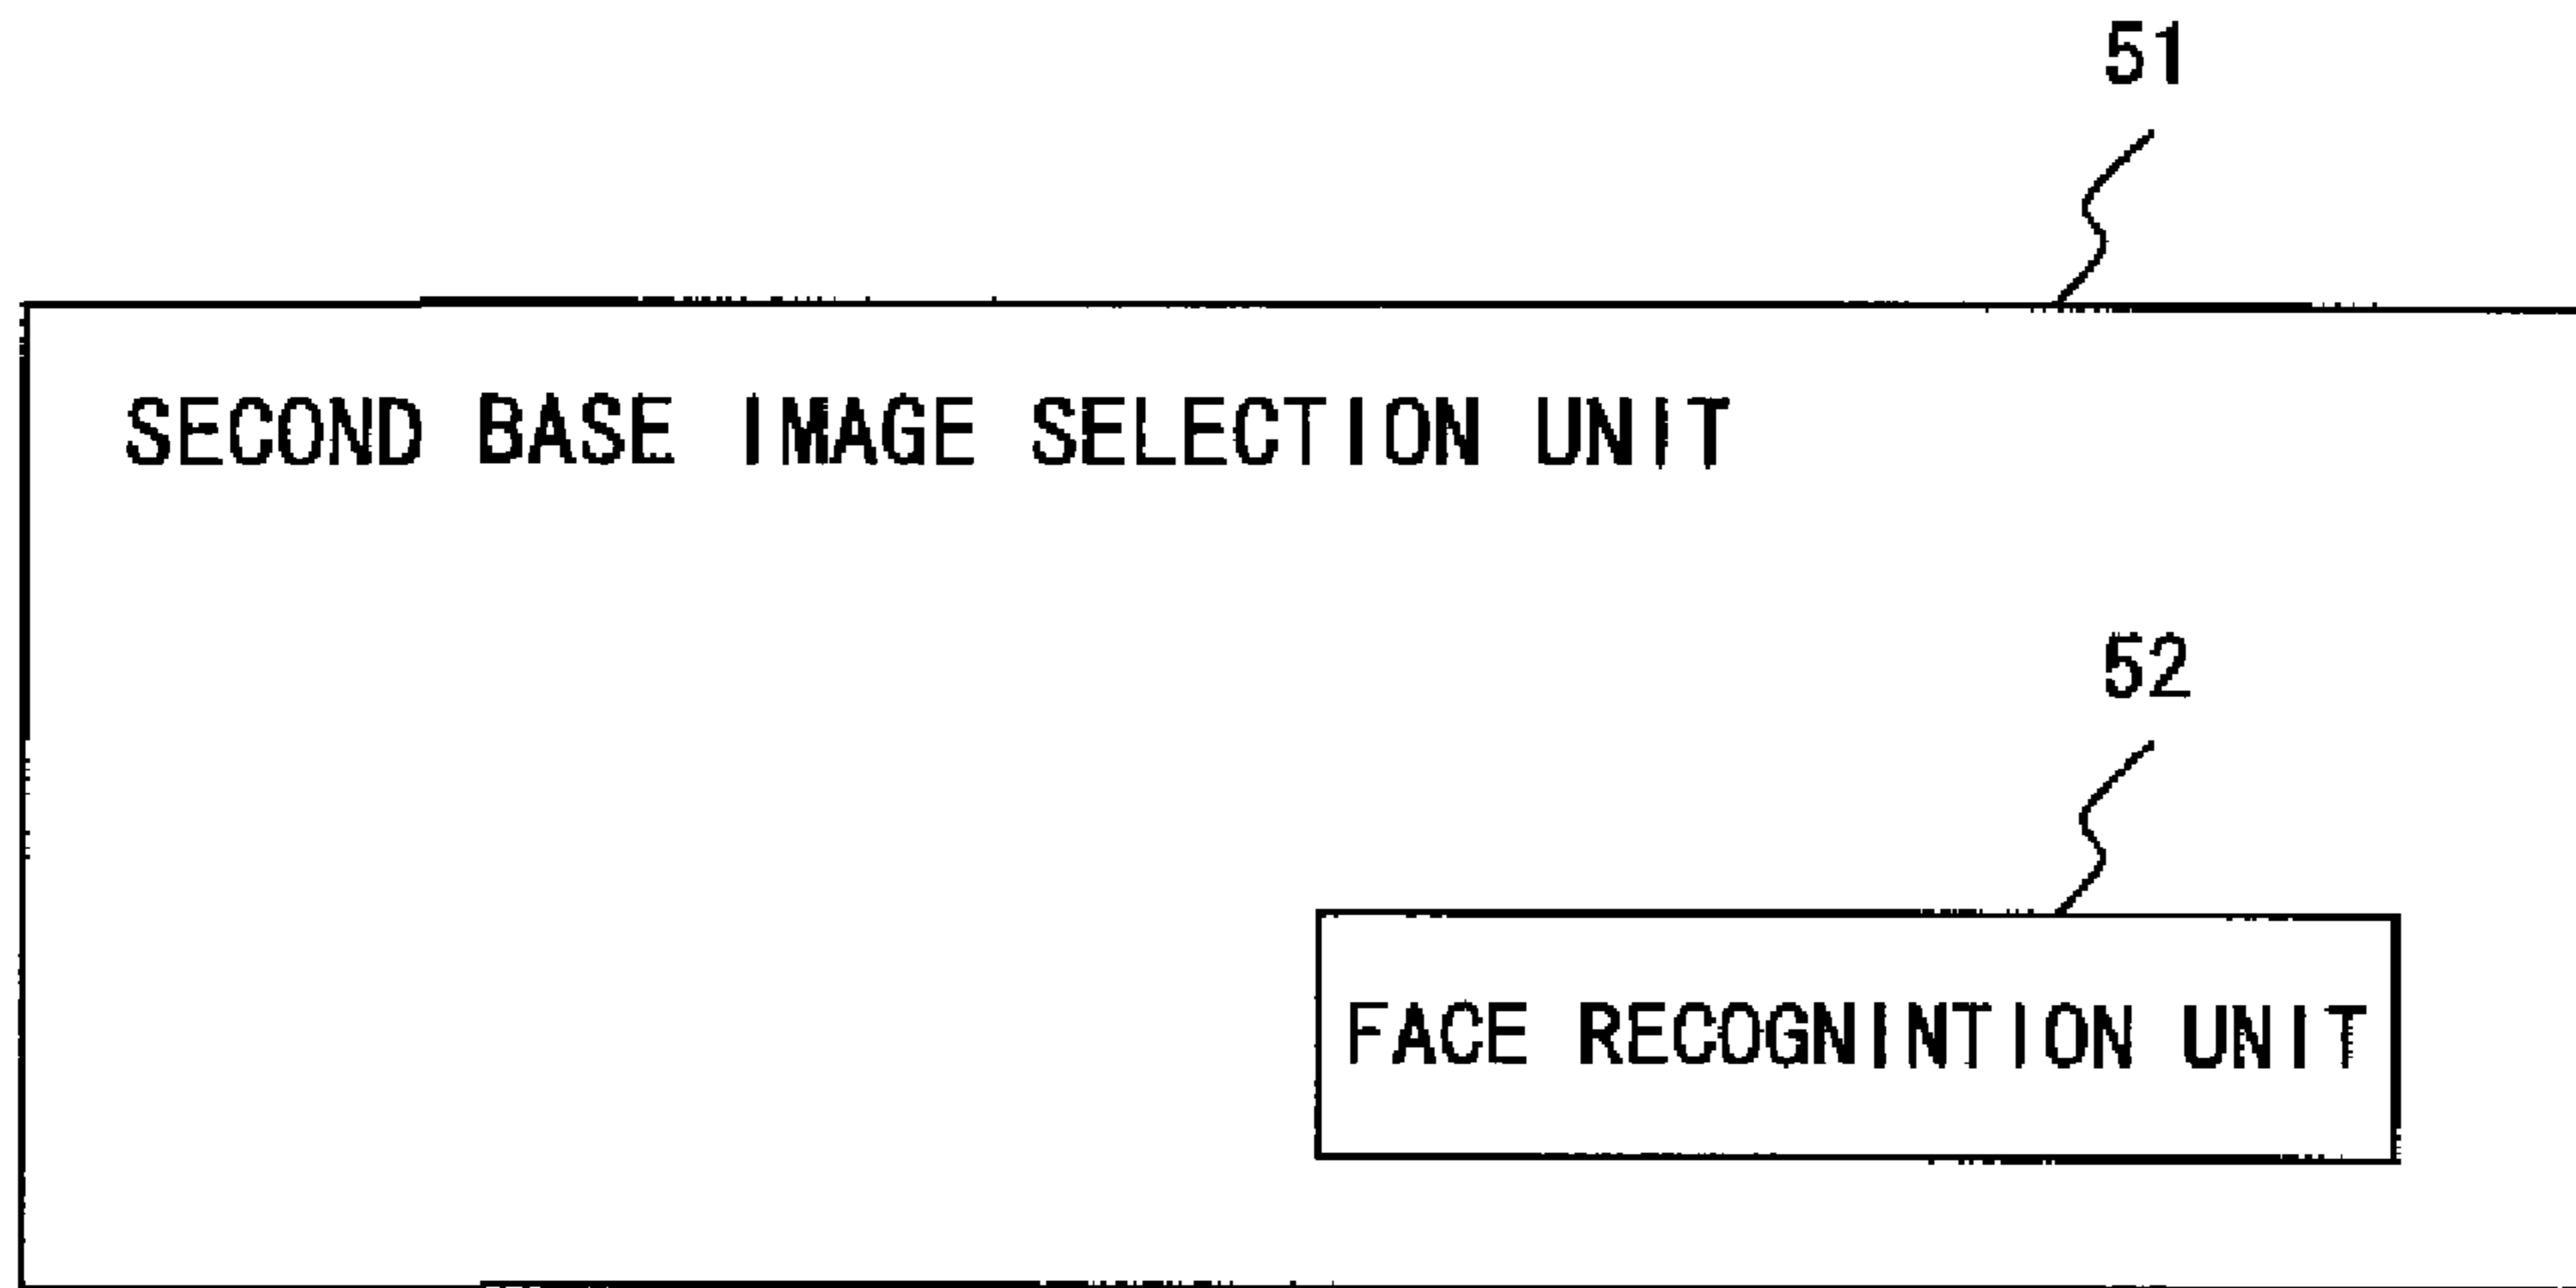 51
SECOND BASE IMAGE SELECTION UNIT
52
FACE RECOGNINTION UNIT